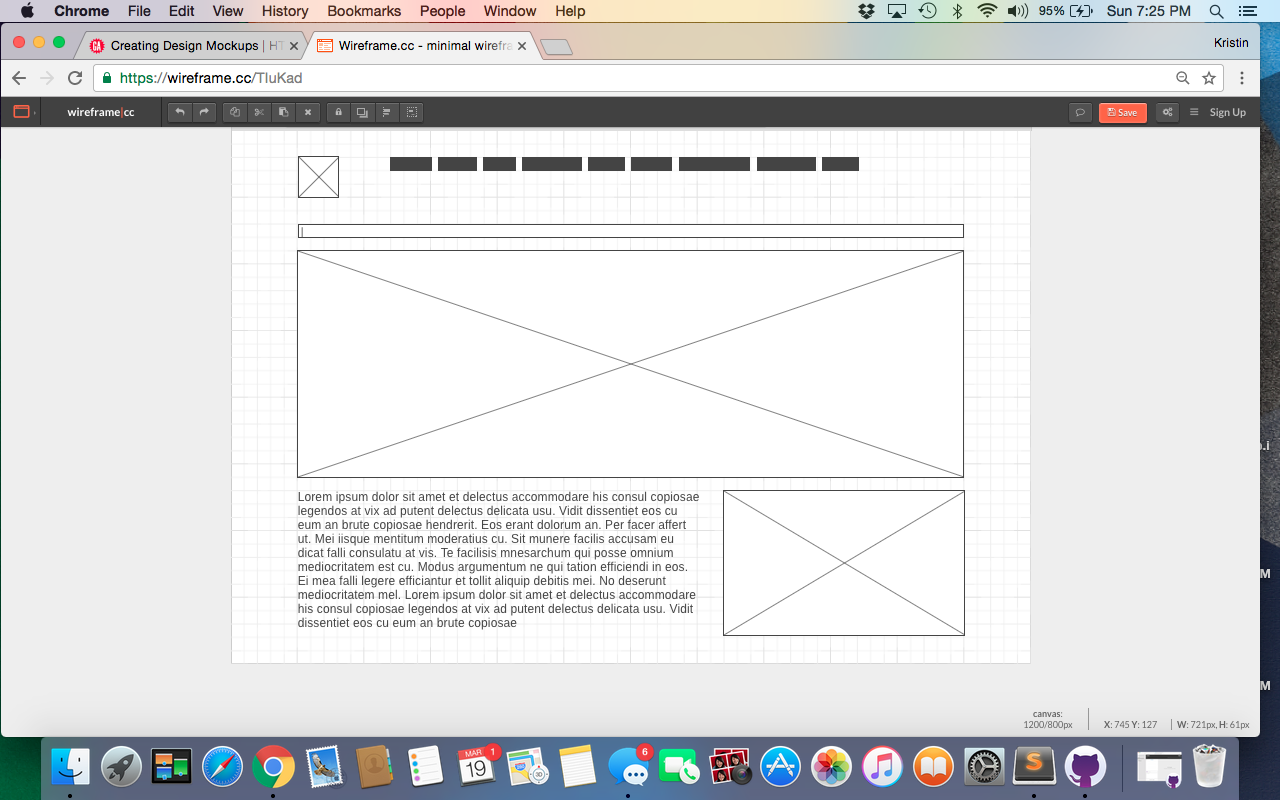 Chrome File Edit View History Bookmarks People Window Help 95% Sun 7:25 PM
GA Creating Design Mockups | HT Wireframe.cc - minimal wirefra Kristin
https://wireframe.cc/TluKad
wireframe|cc Save Sign Up
Lorem ipsum dolor sit amet et delectus accommodare his consul copiosae
legendos at vix ad putent delectus delicata usu. Vidit dissentiet eos cu
eum an brute copiosae hendrerit. Eos erant dolorum an. Per facer affert
ut. Mei iisque mentitum moderatius cu. Sit munere facilis accusam eu
dicat falli consulatu at vis. Te facilisis mnesarchum qui posse omnium
mediocritatem est cu. Modus argumentum ne qui tation efficiendi in eos.
Ei mea falli legere efficiantur et tollit aliquip debitis mei. No deserunt
mediocritatem mel. Lorem ipsum dolor sit amet et delectus accommodare
his consul copiosae legendos at vix ad putent delectus delicata usu. Vidit
dissentiet eos cu eum an brute copiosae
canvas:
1200/800px X: 745 Y: 127 W: 721px, H: 61px
o.i
M
M
MAR 1
19
30
6
S